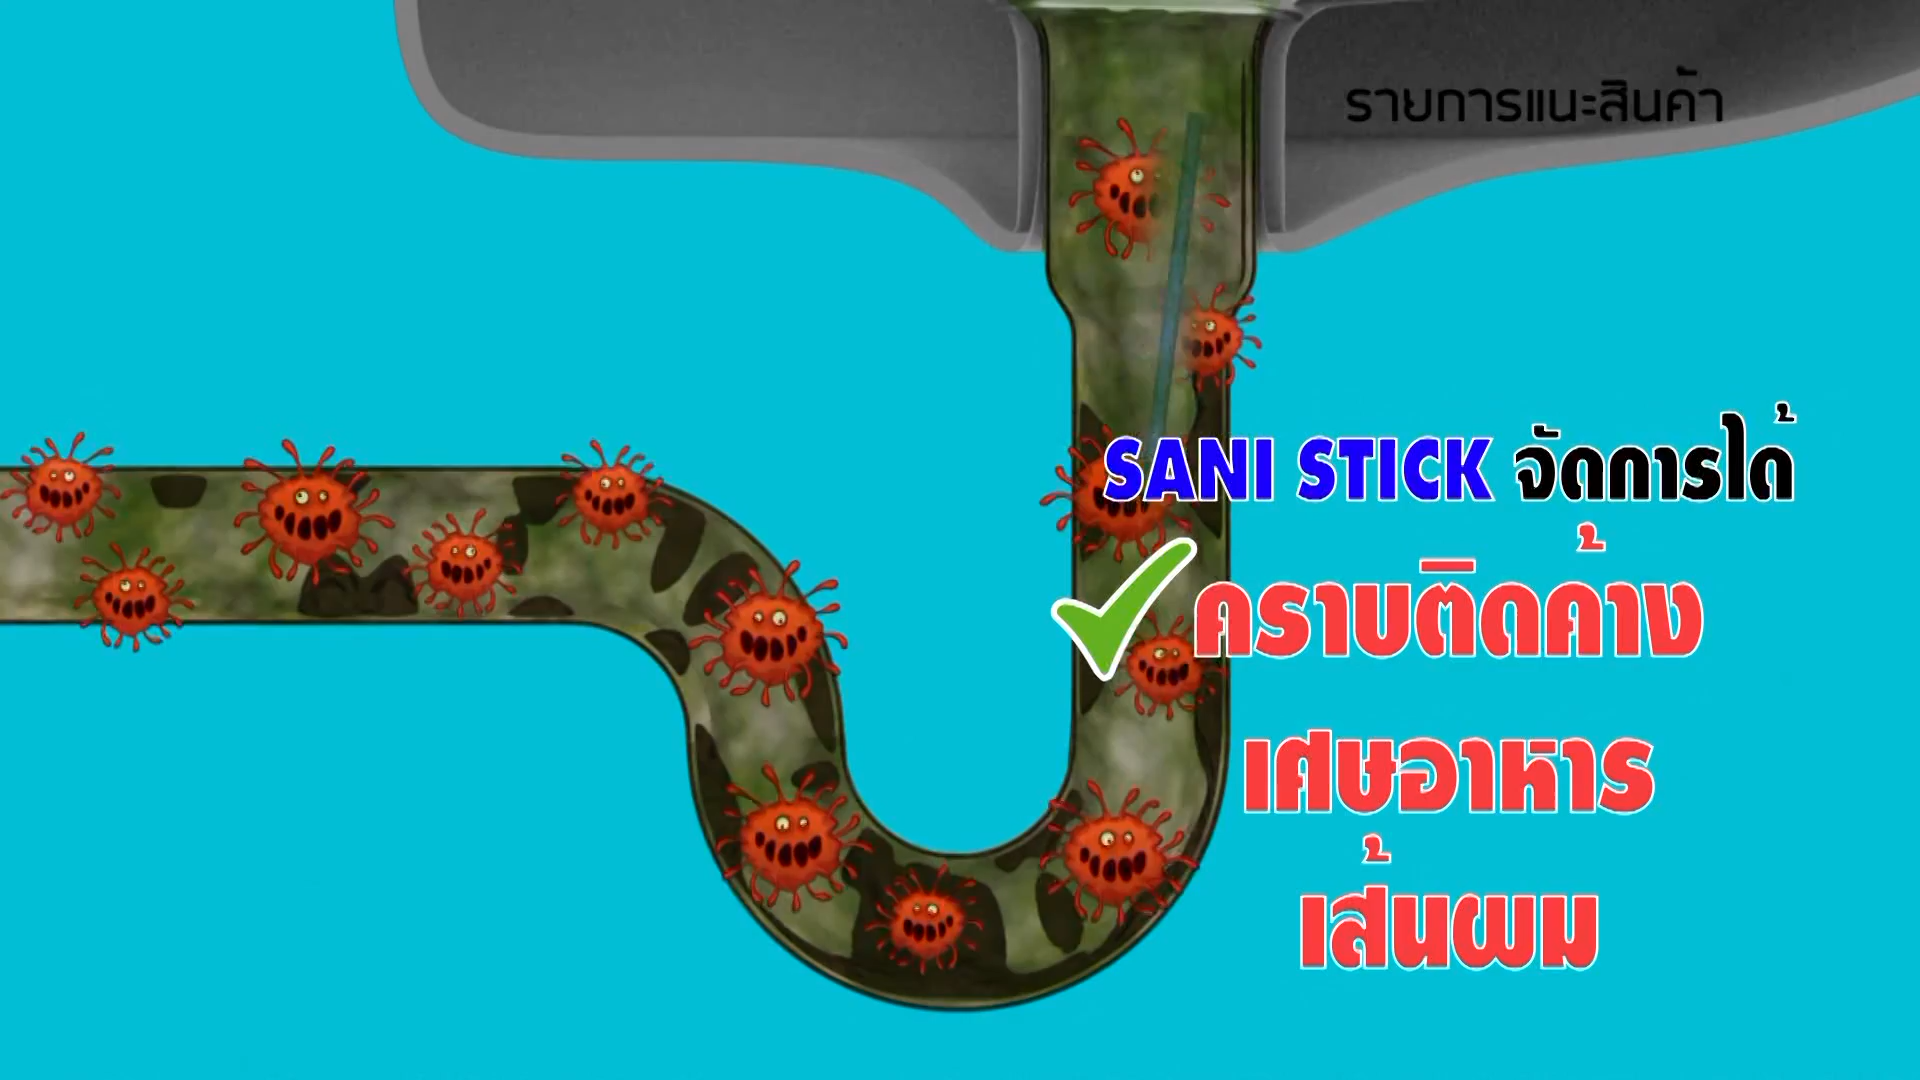 รายการแนะสินค้า
SANI STICK จัดการได้
คราบติดค้าง
เศษอาหาร
เส้นผม